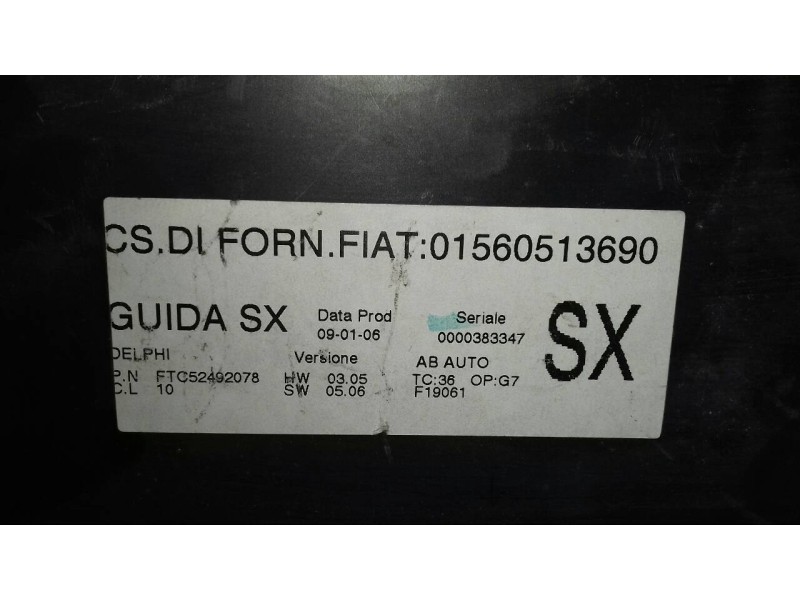 CS.DI FORN.FIAT:01560513690
GUIDA SX Data Prod Seriale SX
09-01-06 0000383347
DELPHI Versione AB AUTO
P.N FTC52492078 HW 03.05 TC:36 OP:G7
C.L 10 SW 05.06 F19061